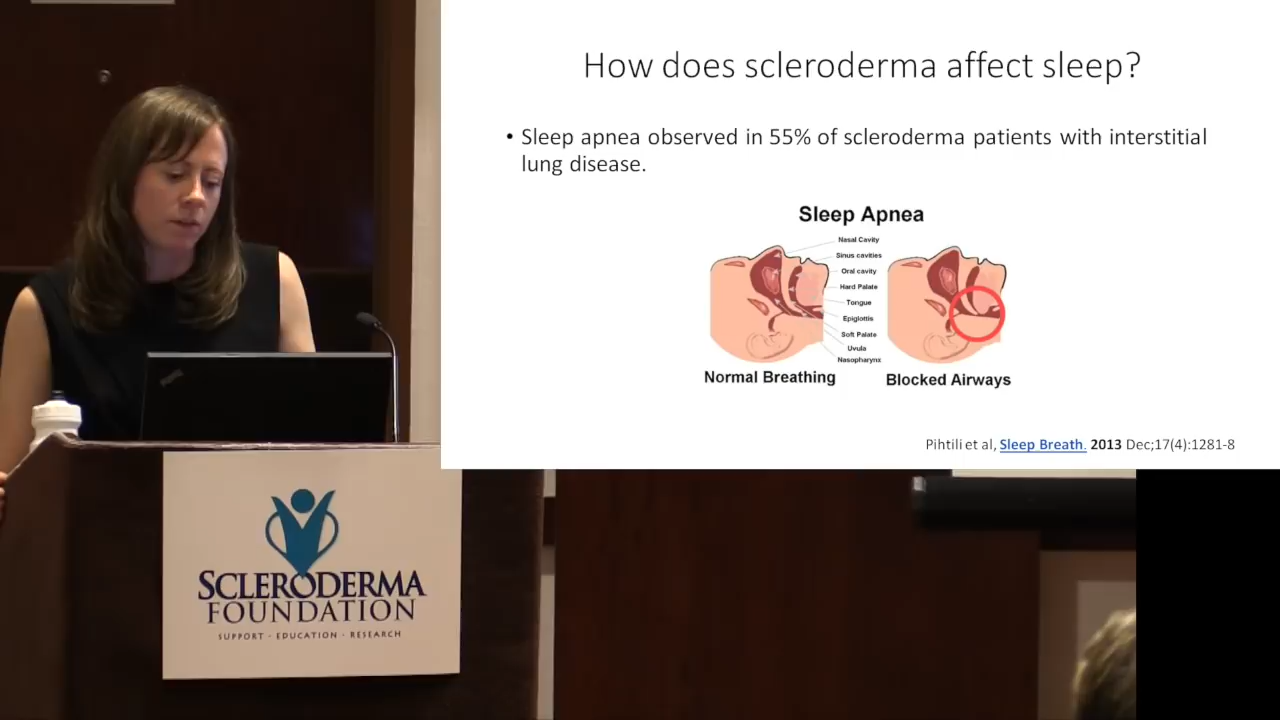 How does scleroderma affect sleep?
• Sleep apnea observed in 55% of scleroderma patients with interstitial
lung disease.
Sleep Apnea
Nasal Cavity
Sinus cavities
Oral cavity
Hard Palate
Tongue
Epiglottis
Soft Palate
Uvula
Nasopharynx
Normal Breathing
Blocked Airways
Pihtili et al, Sleep Breath. 2013 Dec;17(4):1281-8
SCLERODERMA
FOUNDATION
SUPPORT · EDUCATION · RESEARCH